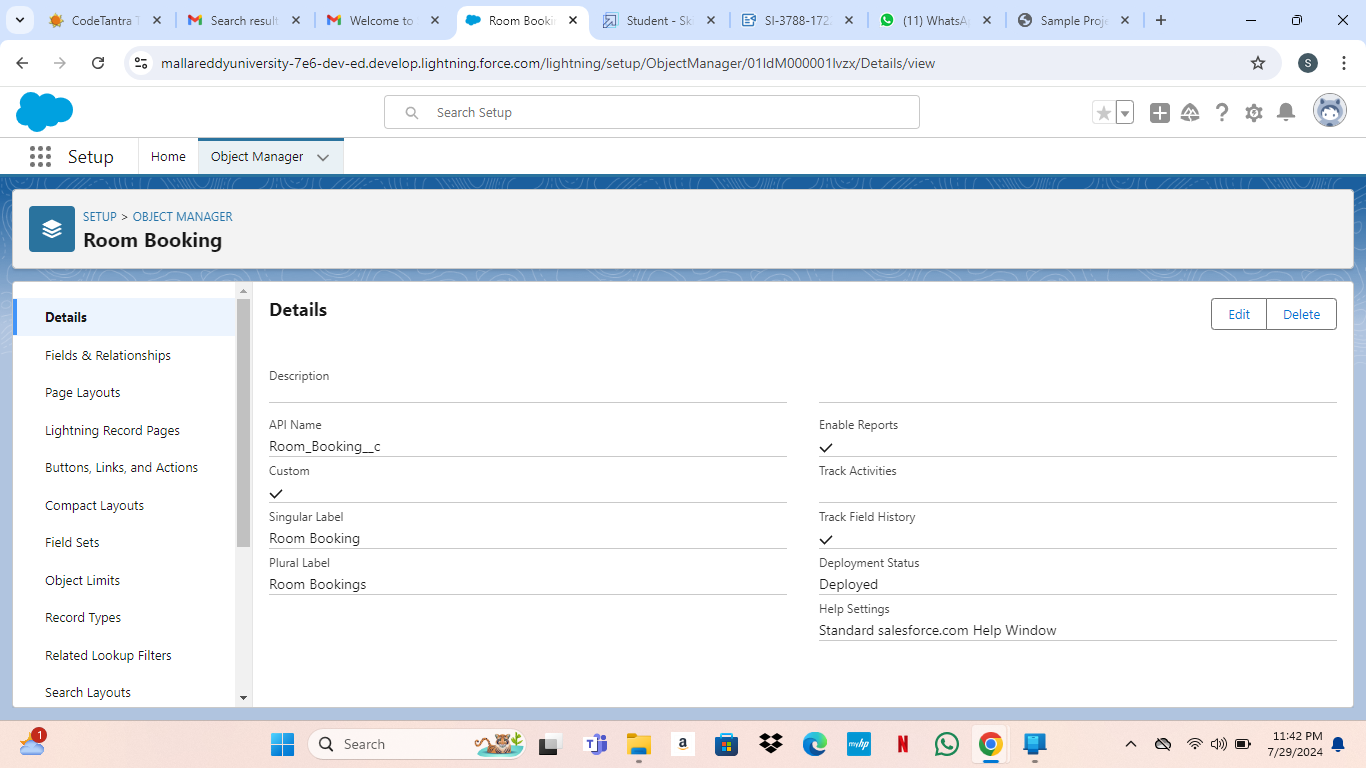 CodeTantra T
Search result
Welcome to
Room Booki
Student - Sk
SI-3788-172
(11) WhatsA
Sample Proj
mallareddyuniversity-7e6-dev-ed.develop.lightning.force.com/lightning/setup/ObjectManager/01IdM000001lvzx/Details/view
S
Search Setup
Setup
Home
Object Manager
SETUP > OBJECT MANAGER
Room Booking
Details
Fields & Relationships
Page Layouts
Lightning Record Pages
Buttons, Links, and Actions
Compact Layouts
Field Sets
Object Limits
Record Types
Related Lookup Filters
Search Layouts
Details
Edit
Delete
Description
API Name
Room_Booking__c
Custom
Singular Label
Room Booking
Plural Label
Room Bookings
Enable Reports
Track Activities
Track Field History
Deployment Status
Deployed
Help Settings
Standard salesforce.com Help Window
1
Search
a
myhp
N
11:42 PM
7/29/2024